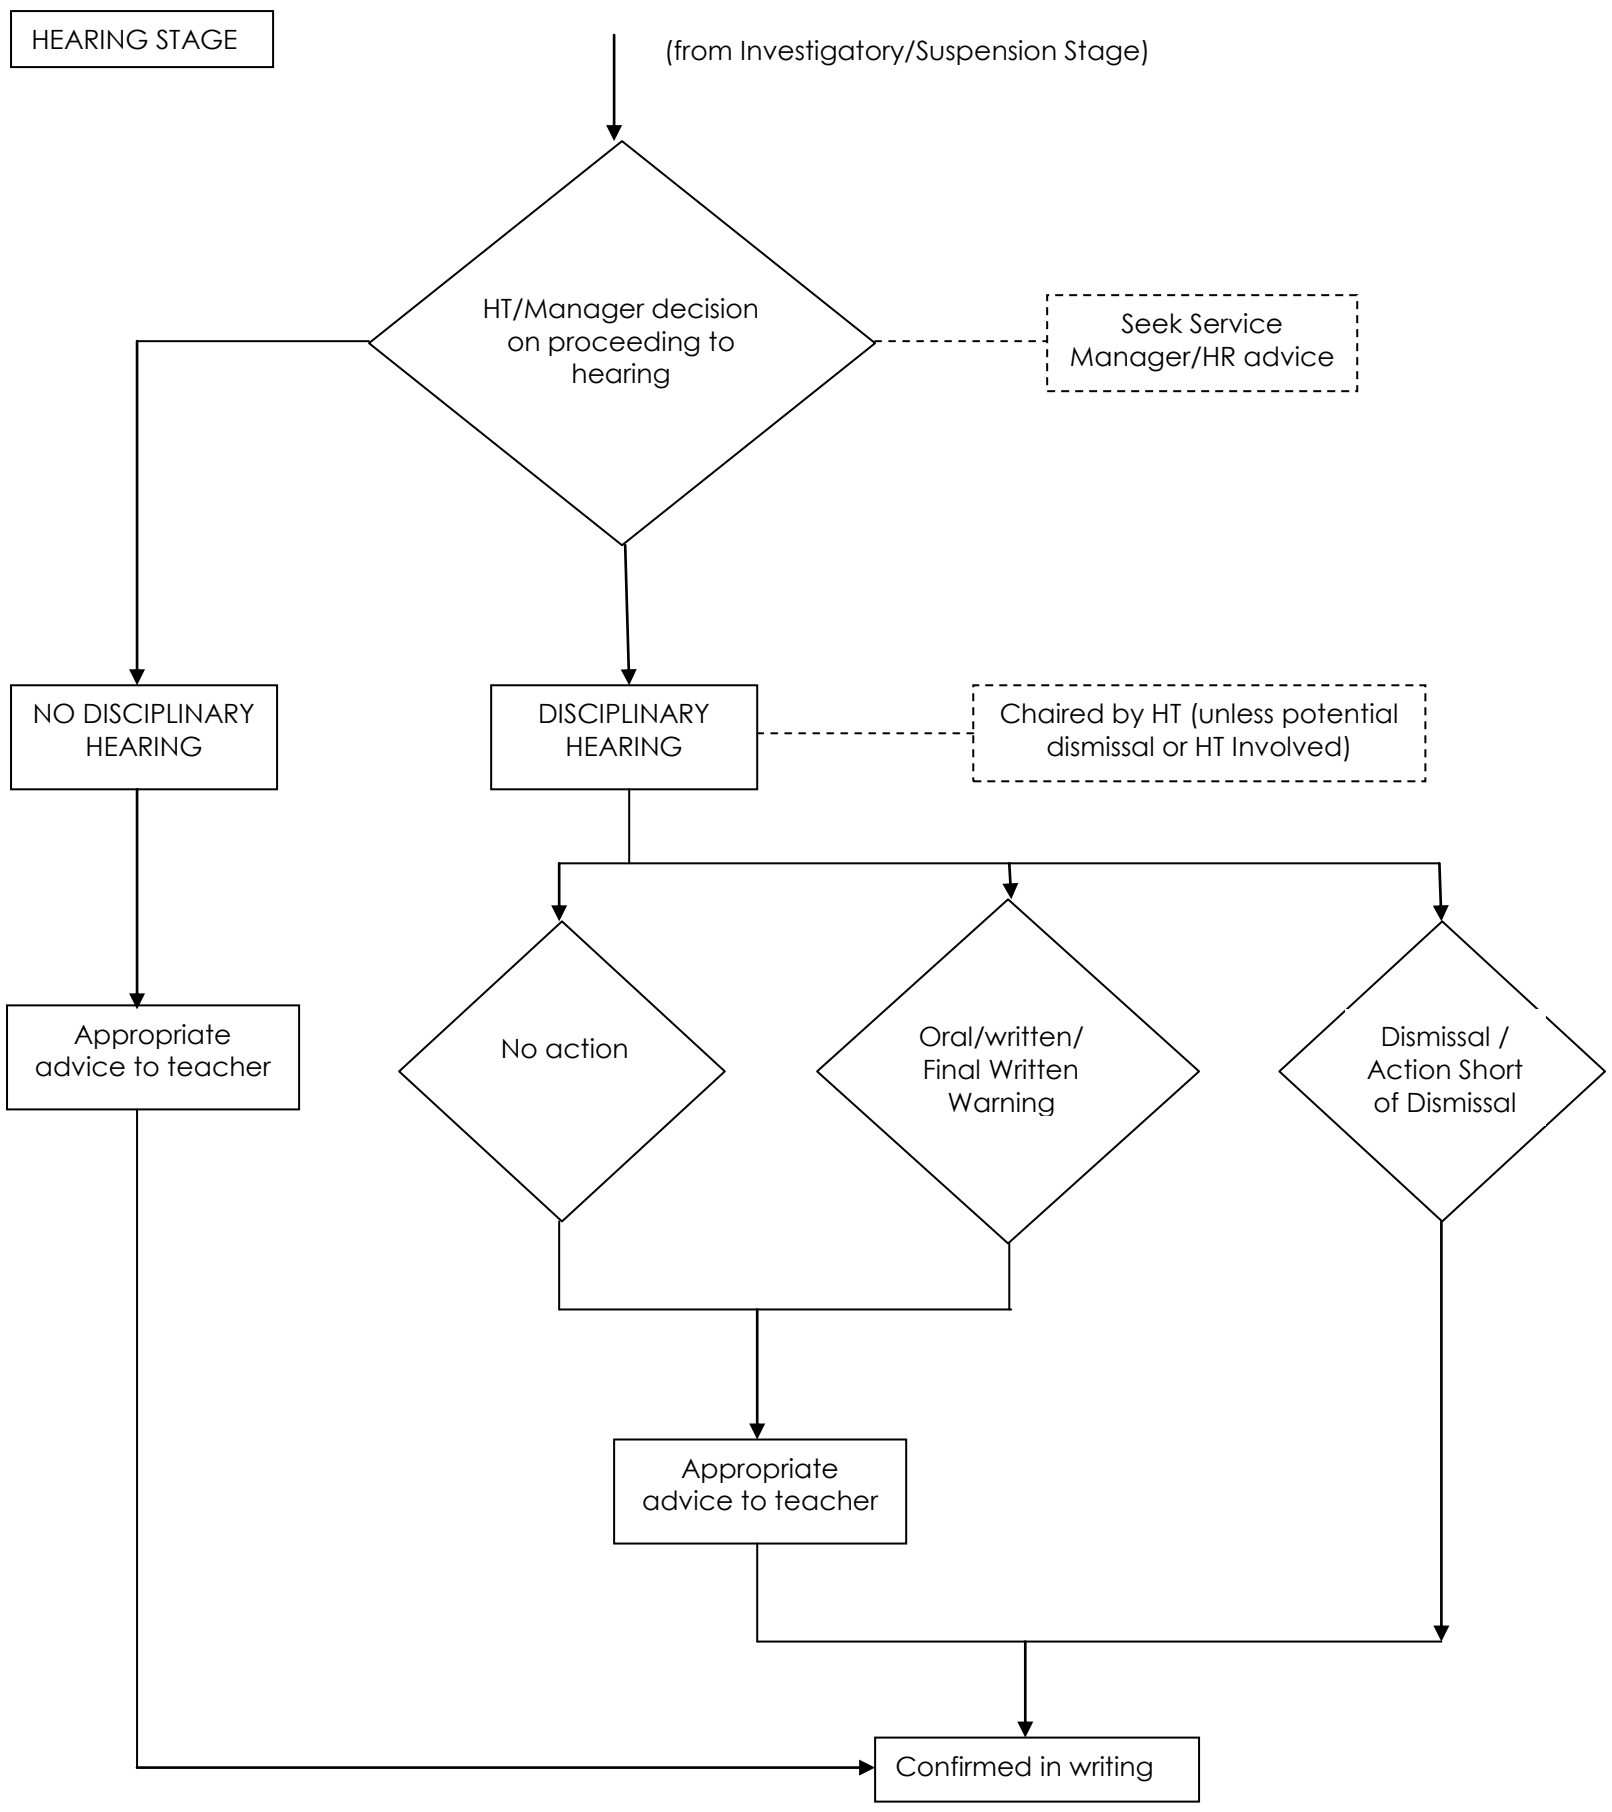 HEARING STAGE
(from Investigatory/Suspension Stage)
HT/Manager decision
on proceeding to
hearing
Seek Service
Manager/HR advice
NO DISCIPLINARY
HEARING
DISCIPLINARY
HEARING
Chaired by HT (unless potential
dismissal or HT Involved)
Appropriate
advice to teacher
No action
Oral/written/
Final Written
Warning
Dismissal /
Action Short
of Dismissal
Appropriate
advice to teacher
Confirmed in writing